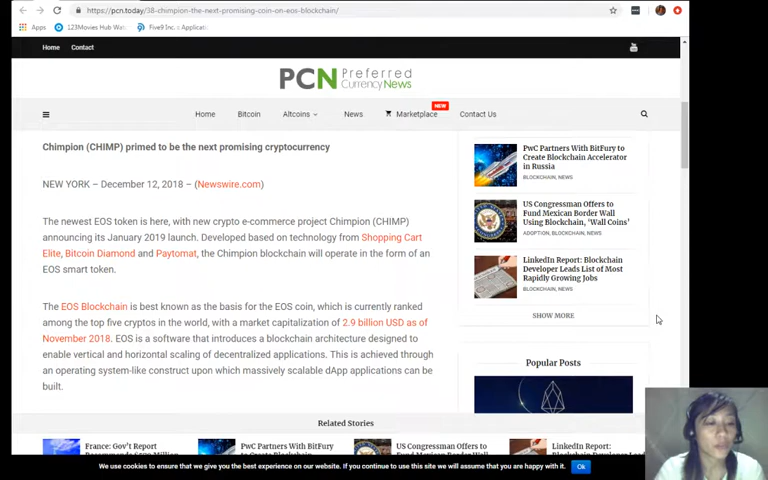 https://pcn.today/38-chimpion-the-next-promising-coin-on-eos-blockchain/
Apps
123Movies Hub Wat
Five9 Inc. : Applicati
Home
Contact
PCN Preferred
Currency News
Home
Bitcoin
Altcoins
News
Marketplace
NEW
Contact Us
Chimpion (CHIMP) primed to be the next promising cryptocurrency
NEW YORK – December 12, 2018 – (Newswire.com)
The newest EOS token is here, with new crypto e-commerce project Chimpion (CHIMP)
announcing its January 2019 launch. Developed based on technology from Shopping Cart
Elite, Bitcoin Diamond and Paytomat, the Chimpion blockchain will operate in the form of an
EOS smart token.
The EOS Blockchain is best known as the basis for the EOS coin, which is currently ranked
among the top five cryptos in the world, with a market capitalization of 2.9 billion USD as of
November 2018. EOS is a software that introduces a blockchain architecture designed to
enable vertical and horizontal scaling of decentralized applications. This is achieved through
an operating system-like construct upon which massively scalable dApp applications can be
built.
PwC Partners With BitFury to
Create Blockchain Accelerator
in Russia
BLOCKCHAIN, NEWS
US Congressman Offers to
Fund Mexican Border Wall
Using Blockchain, 'Wall Coins'
ADOPTION, BLOCKCHAIN, NEWS
LinkedIn Report: Blockchain
Developer Leads List of Most
Rapidly Growing Jobs
BLOCKCHAIN, NEWS
SHOW MORE
Popular Posts
Related Stories
France: Gov't Report
PwC Partners With BitFury
US Congressman Offers to
LinkedIn Report:
We use cookies to ensure that we give you the best experience on our website. If you continue to use this site we will assume that you are happy with it.
Ok